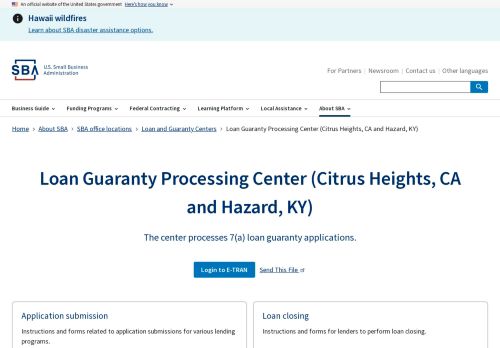 An official website of the United States government Here's how you know
Hawaii wildfires
Learn about SBA disaster assistance options.
SBA
U.S. Small Business
Administration
For Partners Newsroom Contact us Other languages
Business Guide Funding Programs Federal Contracting Learning Platform Local Assistance About SBA
Home About SBA SBA office locations Loan and Guaranty Centers Loan Guaranty Processing Center (Citrus Heights, CA and Hazard, KY)
Loan Guaranty Processing Center (Citrus Heights, CA
and Hazard, KY)
The center processes 7(a) loan guaranty applications.
Login to E-TRAN Send This File
Application submission
Instructions and forms related to application submissions for various lending
programs.
Loan closing
Instructions and forms for lenders to perform loan closing.